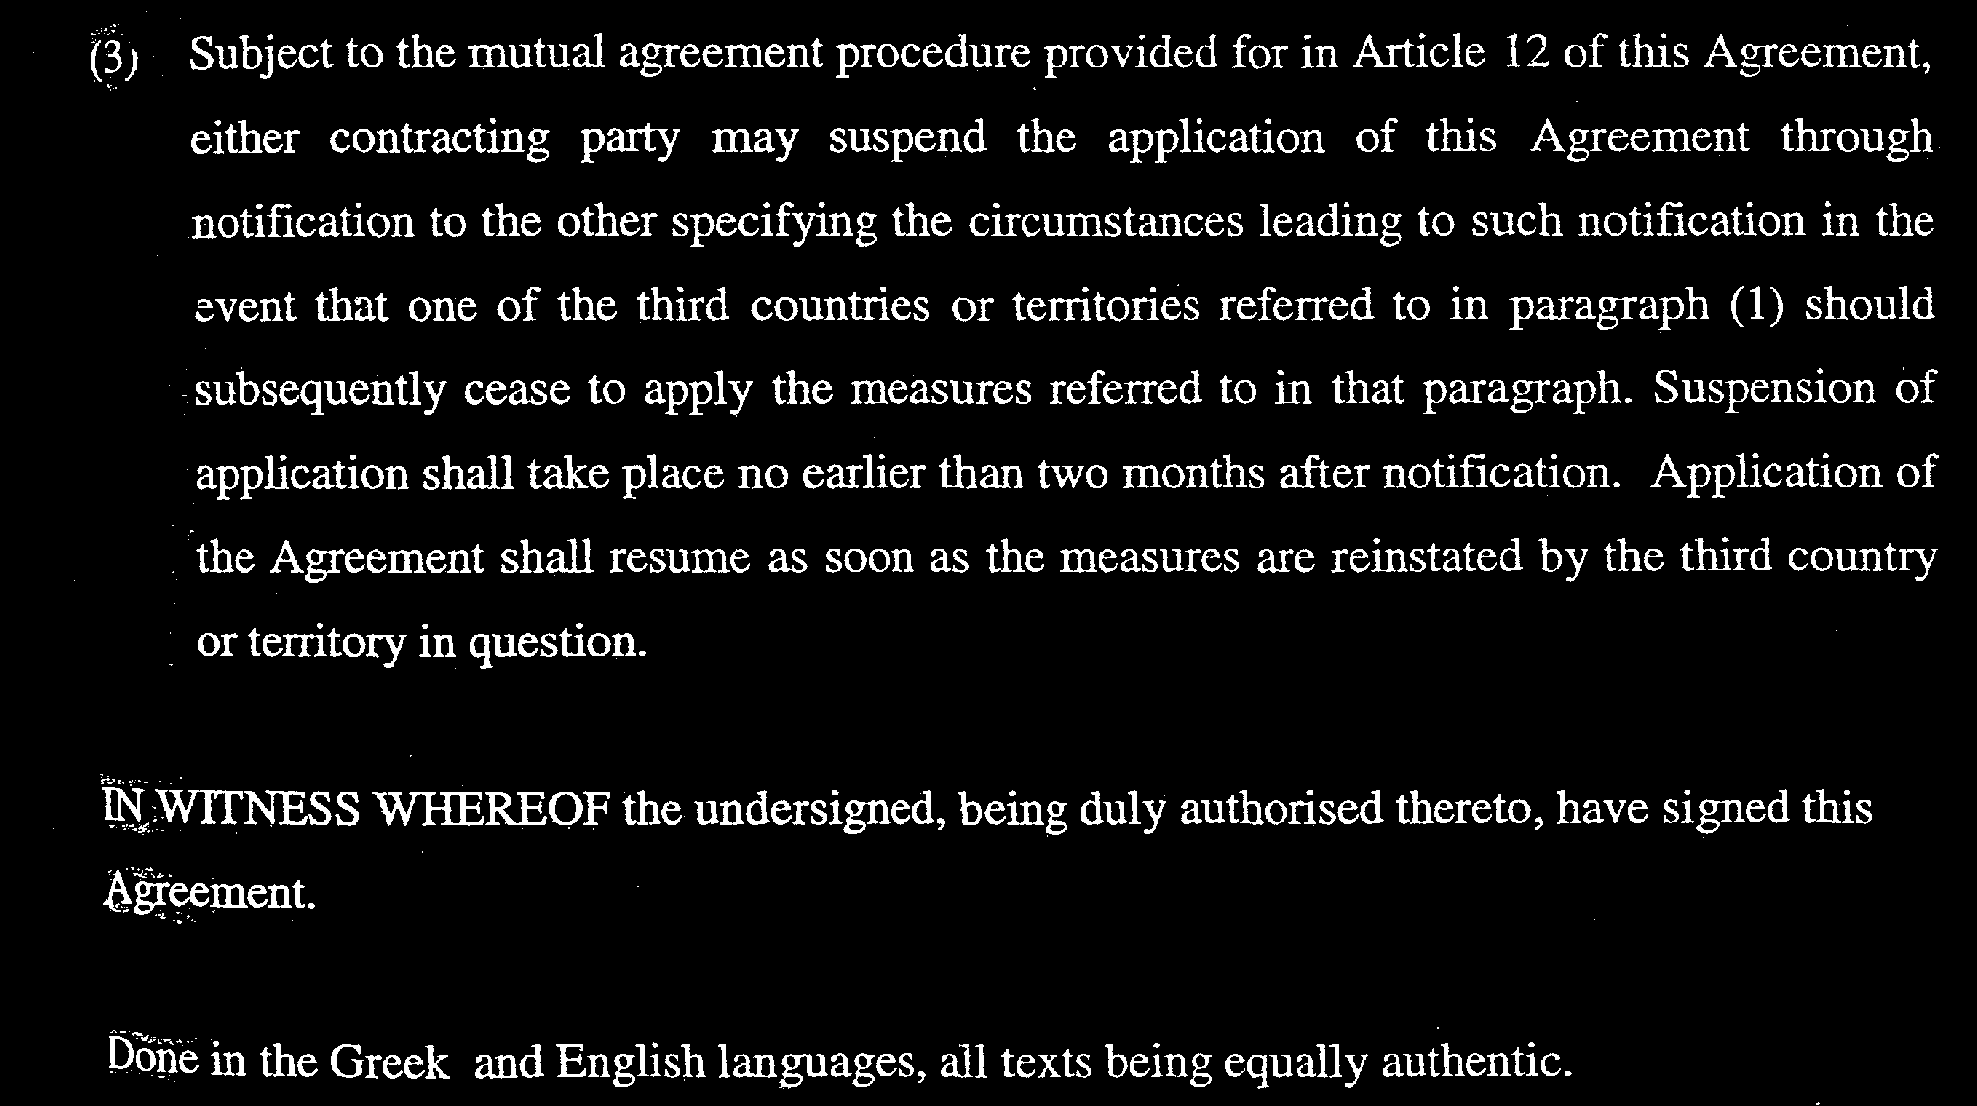 (3) Subject to the mutual agreement procedure provided for in Article 12 of this Agreement,
either contracting party may suspend the application of this Agreement through
notification to the other specifying the circumstances leading to such notification in the
event that one of the third countries or territories referred to in paragraph (1) should
subsequently cease to apply the measures referred to in that paragraph. Suspension of
application shall take place no earlier than two months after notification. Application of
the Agreement shall resume as soon as the measures are reinstated by the third country
or territory in question.
IN WITNESS WHEREOF the undersigned, being duly authorised thereto, have signed this
Agreement.
Done in the Greek and English languages, all texts being equally authentic.